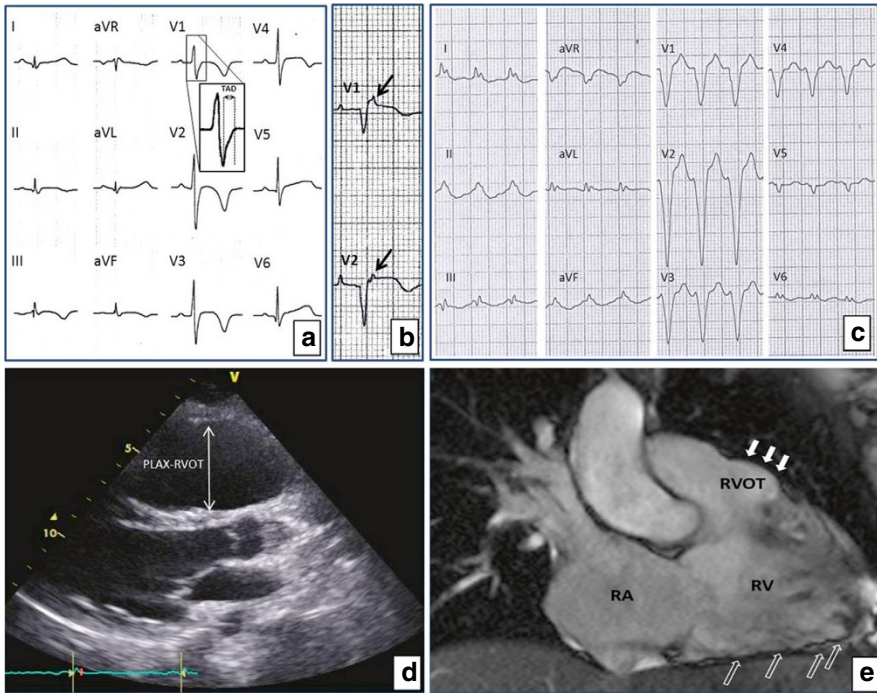 I aVR V1 V4
TAD
II aVL V2 V5
III aVF V3 V6
a
V1
V2
b
I aVR V1 V4
II aVL V2 V5
III aVF V3 V6
c
V
5
PLAX-RVOT
10
d
RVOT
RA RV
e